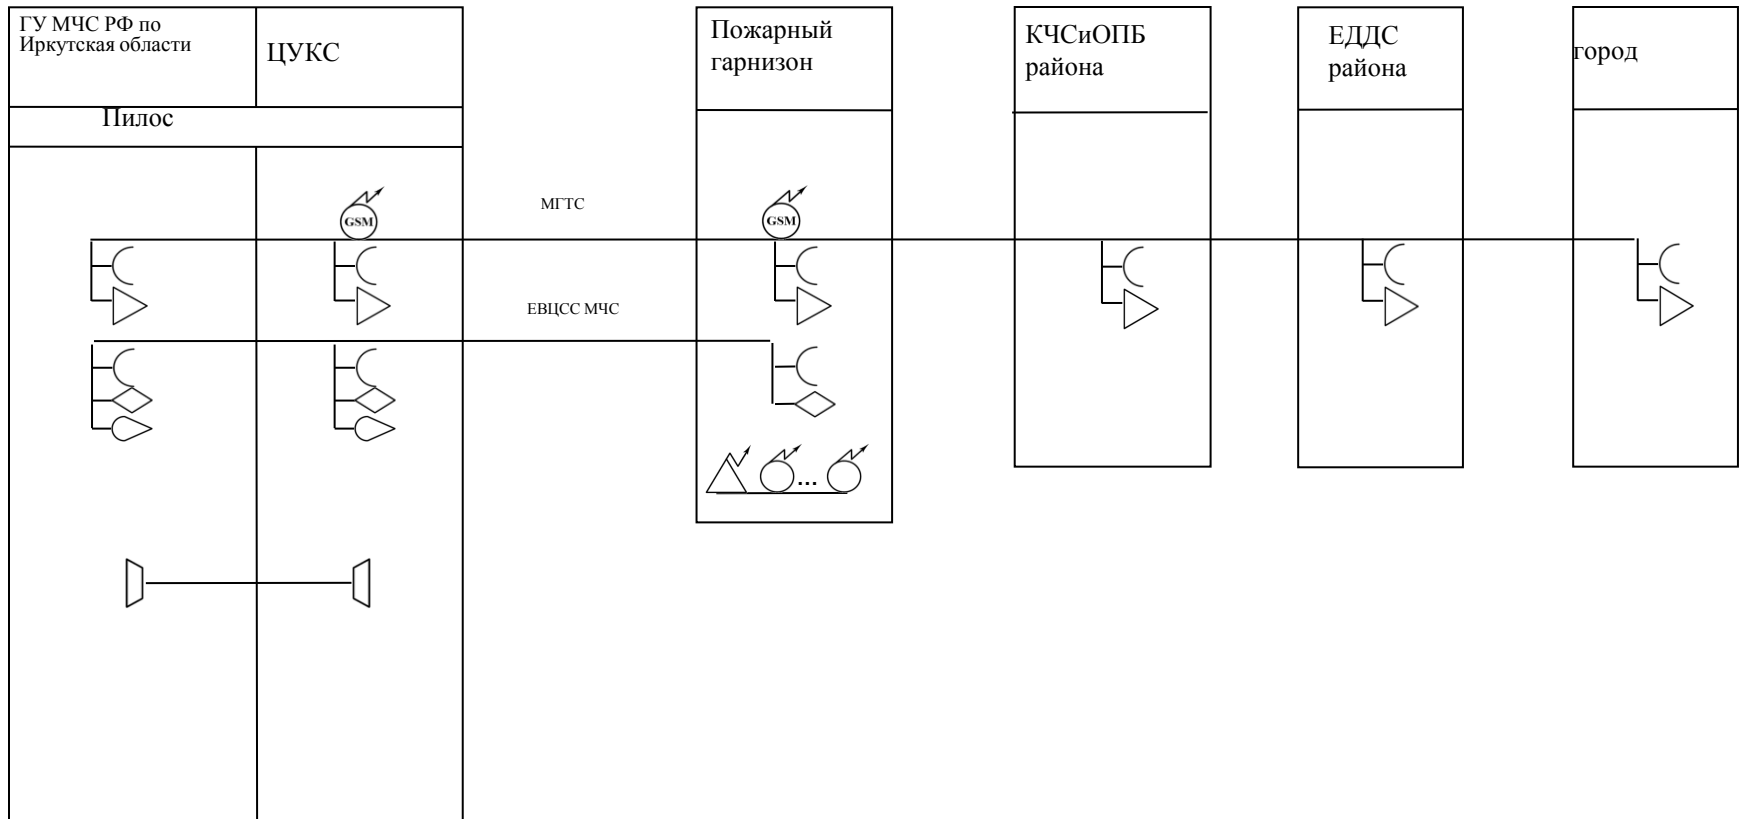 ГУ МЧС РФ по
Иркутская области
ЦУКС
Пожарный
гарнизон
КЧСиОПБ
района
ЕДДС
района
город
Пилос
GSM
МГТС
GSM
ЕВЦСС МЧС
...